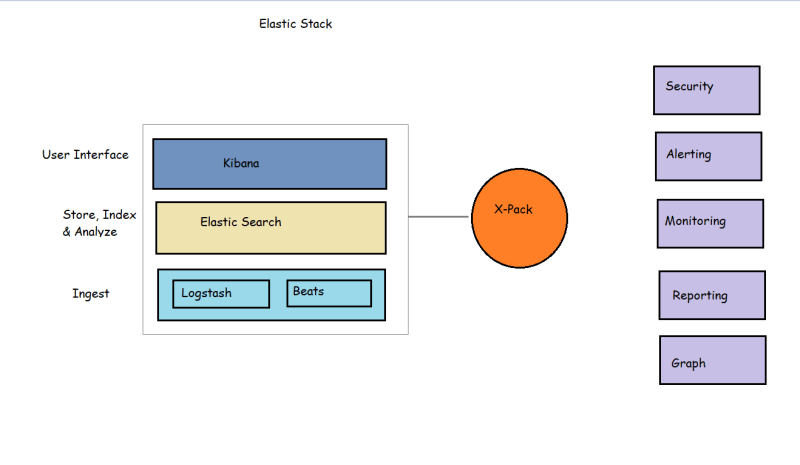 Elastic Stack
User Interface
Kibana
Store, Index
& Analyze
Elastic Search
Ingest
Logstash
Beats
X-Pack
Security
Alerting
Monitoring
Reporting
Graph